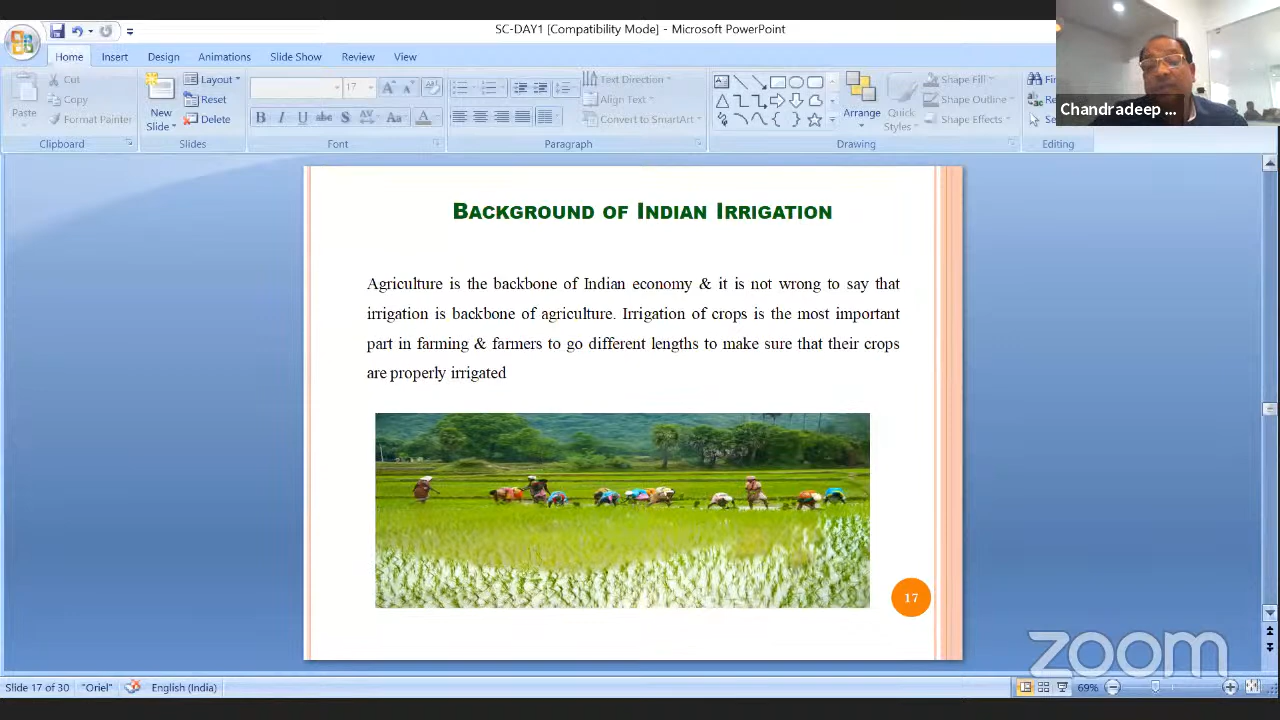 SC-DAY1 [Compatibility Mode] - Microsoft PowerPoint
Home Insert Design Animations Slide Show Review View
Cut
Copy
Format Painter
Paste
Clipboard
New
Slide
Layout
Reset
Delete
Slides
17
B I U abc S AV Aa A
Font
Text Direction
Align Text
Convert to SmartArt
Paragraph
Arrange
Quick
Styles
Shape Fill
Shape Outline
Shape Effects
Drawing
Editing
Chandradeep ...
BACKGROUND OF INDIAN IRRIGATION
Agriculture is the backbone of Indian economy & it is not wrong to say that
irrigation is backbone of agriculture. Irrigation of crops is the most important
part in farming & farmers to go different lengths to make sure that their crops
are properly irrigated
17
zoom
Slide 17 of 30 "Oriel" English (India) 69%